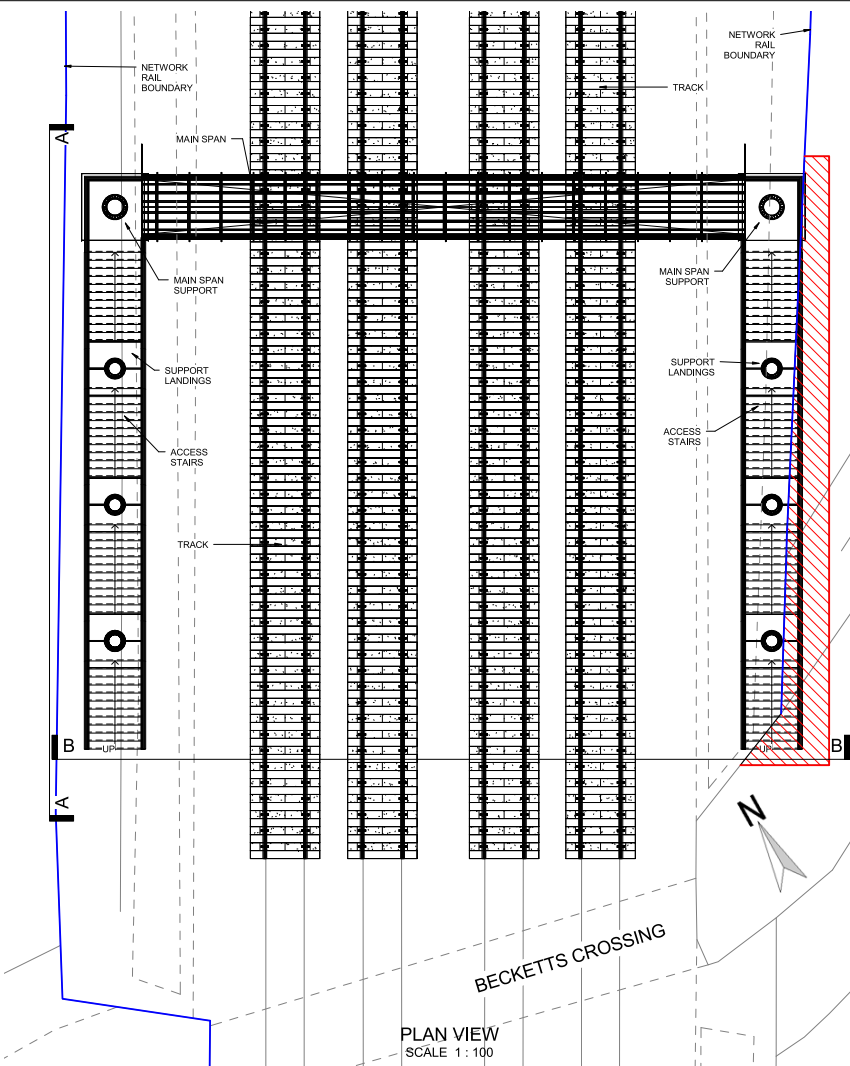 NETWORK
RAIL
BOUNDARY
NETWORK
RAIL
BOUNDARY
TRACK
A
MAIN SPAN
MAIN SPAN
SUPPORT
MAIN SPAN
SUPPORT
SUPPORT
LANDINGS
SUPPORT
LANDINGS
ACCESS
STAIRS
ACCESS
STAIRS
TRACK
B
UP
UP
B
A
N
BECKETTS CROSSING
PLAN VIEW
SCALE 1 : 100